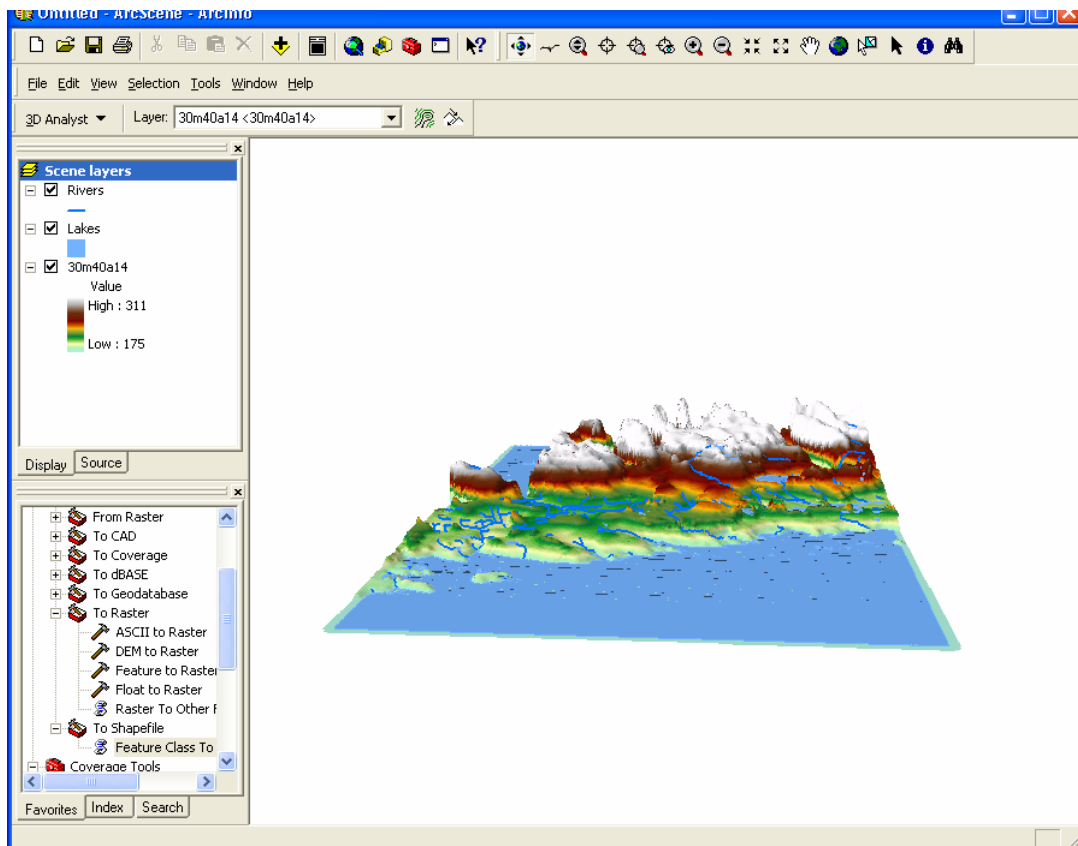 Untitled - ArcScene - ArcInfo
File Edit View Selection Tools Window Help
3D Analyst Layer: 30m40a14 <30m40a14>
Scene layers
Rivers
Lakes
30m40a14
Value
High : 311
Low : 175
Display Source
From Raster
To CAD
To Coverage
To dBASE
To Geodatabase
To Raster
ASCII to Raster
DEM to Raster
Feature to Raster
Float to Raster
Raster To Other F
To Shapefile
Feature Class To
Coverage Tools
Favorites Index Search